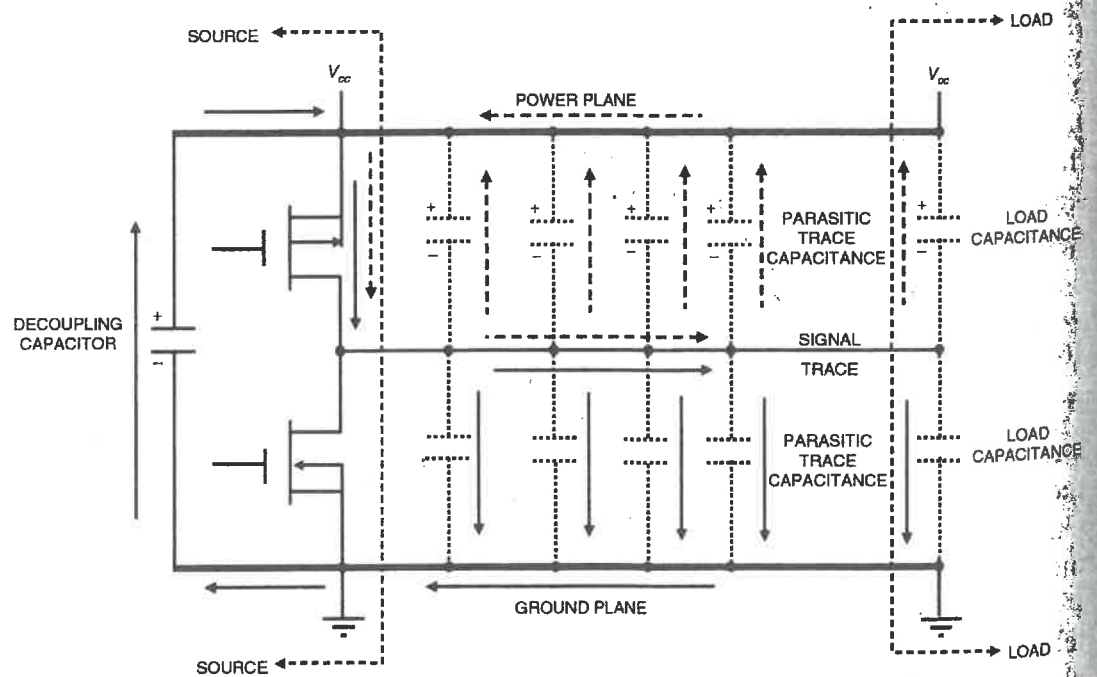 SOURCE
LOAD
Vcc
Vcc
POWER PLANE
+
+
+
+
+
−
−
−
−
−
PARASITIC
TRACE
CAPACITANCE
LOAD
CAPACITANCE
DECOUPLING
CAPACITOR
+
−
SIGNAL
TRACE
PARASITIC
TRACE
CAPACITANCE
LOAD
CAPACITANCE
GROUND PLANE
SOURCE
LOAD